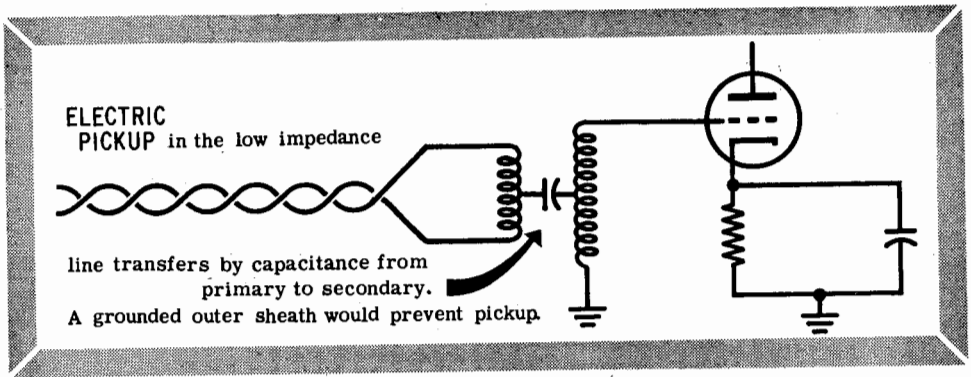 ELECTRIC
PICKUP in the low impedance
line transfers by capacitance from
primary to secondary.
A grounded outer sheath would prevent pickup.